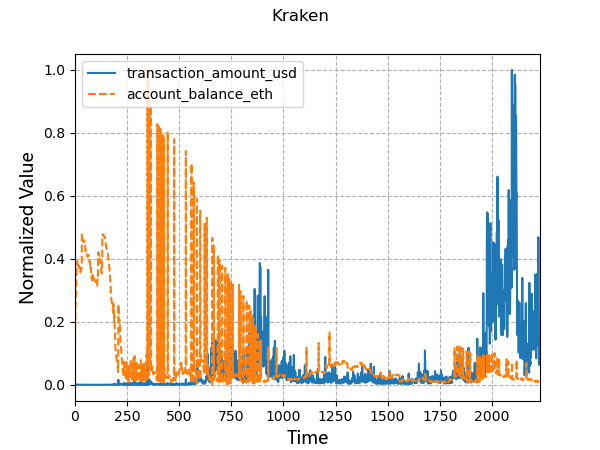 Kraken
transaction_amount_usd
account_balance_eth
1.0
0.8
0.6
0.4
0.2
0.0
Normalized Value
0 250 500 750 1000 1250 1500 1750 2000
Time